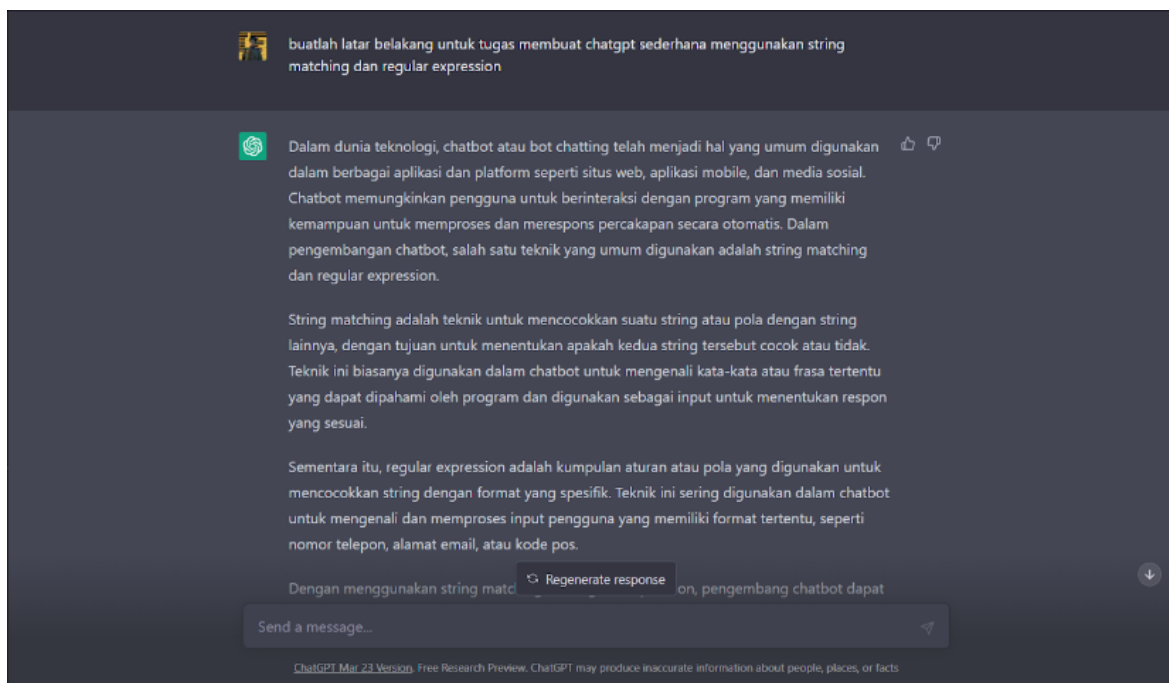 buatlah latar belakang untuk tugas membuat chatgpt sederhana menggunakan string
matching dan regular expression
Dalam dunia teknologi, chatbot atau bot chatting telah menjadi hal yang umum digunakan
dalam berbagai aplikasi dan platform seperti situs web, aplikasi mobile, dan media sosial.
Chatbot memungkinkan pengguna untuk berinteraksi dengan program yang memiliki
kemampuan untuk memproses dan merespons percakapan secara otomatis. Dalam
pengembangan chatbot, salah satu teknik yang umum digunakan adalah string matching
dan regular expression.
String matching adalah teknik untuk mencocokkan suatu string atau pola dengan string
lainnya, dengan tujuan untuk menentukan apakah kedua string tersebut cocok atau tidak.
Teknik ini biasanya digunakan dalam chatbot untuk mengenali kata-kata atau frasa tertentu
yang dapat dipahami oleh program dan digunakan sebagai input untuk menentukan respon
yang sesuai.
Sementara itu, regular expression adalah kumpulan aturan atau pola yang digunakan untuk
mencocokkan string dengan format yang spesifik. Teknik ini sering digunakan dalam chatbot
untuk mengenali dan memproses input pengguna yang memiliki format tertentu, seperti
nomor telepon, alamat email, atau kode pos.
Dengan menggunakan string matc on, pengembang chatbot dapat
Regenerate response
Send a message...
ChatGPT Mar 23 Version. Free Research Preview. ChatGPT may produce inaccurate information about people, places, or facts